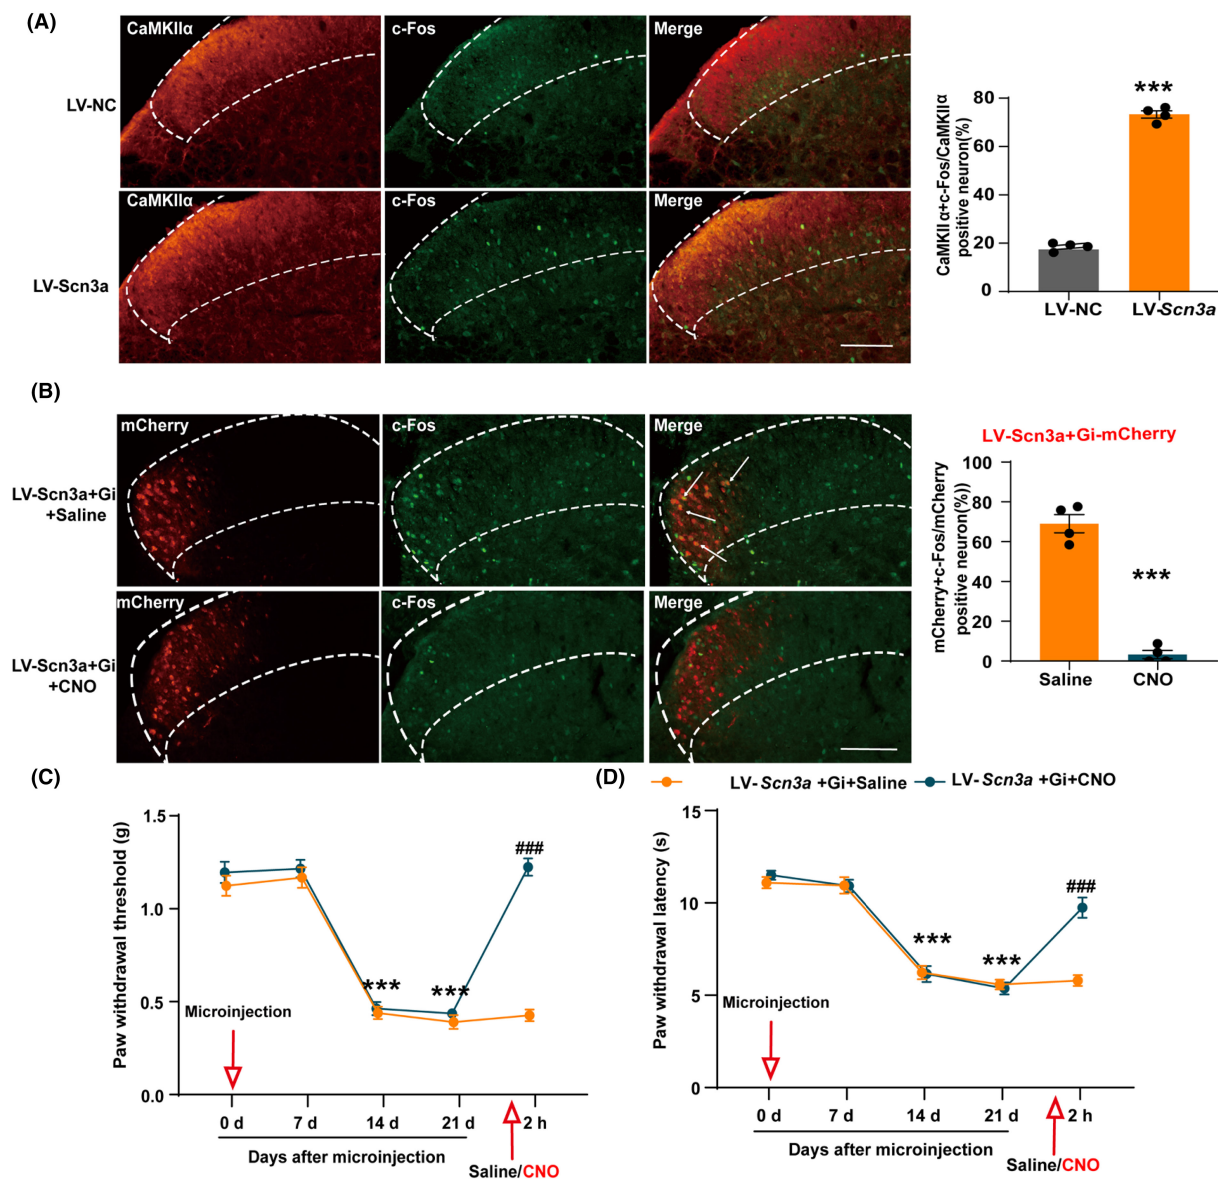 (A)
CaMKIIα
c-Fos
Merge
LV-NC
CaMKIIα
c-Fos
Merge
LV-Scn3a
CaMKII α+c-Fos/CaMKIIα
positive neuron(%)
80
60
40
20
0
***
LV-NC
LV-Scn3a
(B)
mCherry
c-Fos
Merge
LV-Scn3a+Gi
+Saline
mCherry
c-Fos
Merge
LV-Scn3a+Gi
+CNO
LV-Scn3a+Gi-mCherry
mCherry+c-Fos/mCherry
positive neuron(%))
100
80
60
40
20
0
***
Saline
CNO
(C)
Paw withdrawal threshold (g)
1.5
1.0
0.5
0.0
***
***
###
Microinjection
0 d
7 d
14 d
21 d
2 h
Days after microinjection
Saline/CNO
(D)
LV-Scn3a +Gi+Saline
LV-Scn3a +Gi+CNO
Paw withdrawal latency (s)
15
10
5
0
***
***
###
Microinjection
0 d
7 d
14 d
21 d
2 h
Days after microinjection
Saline/CNO